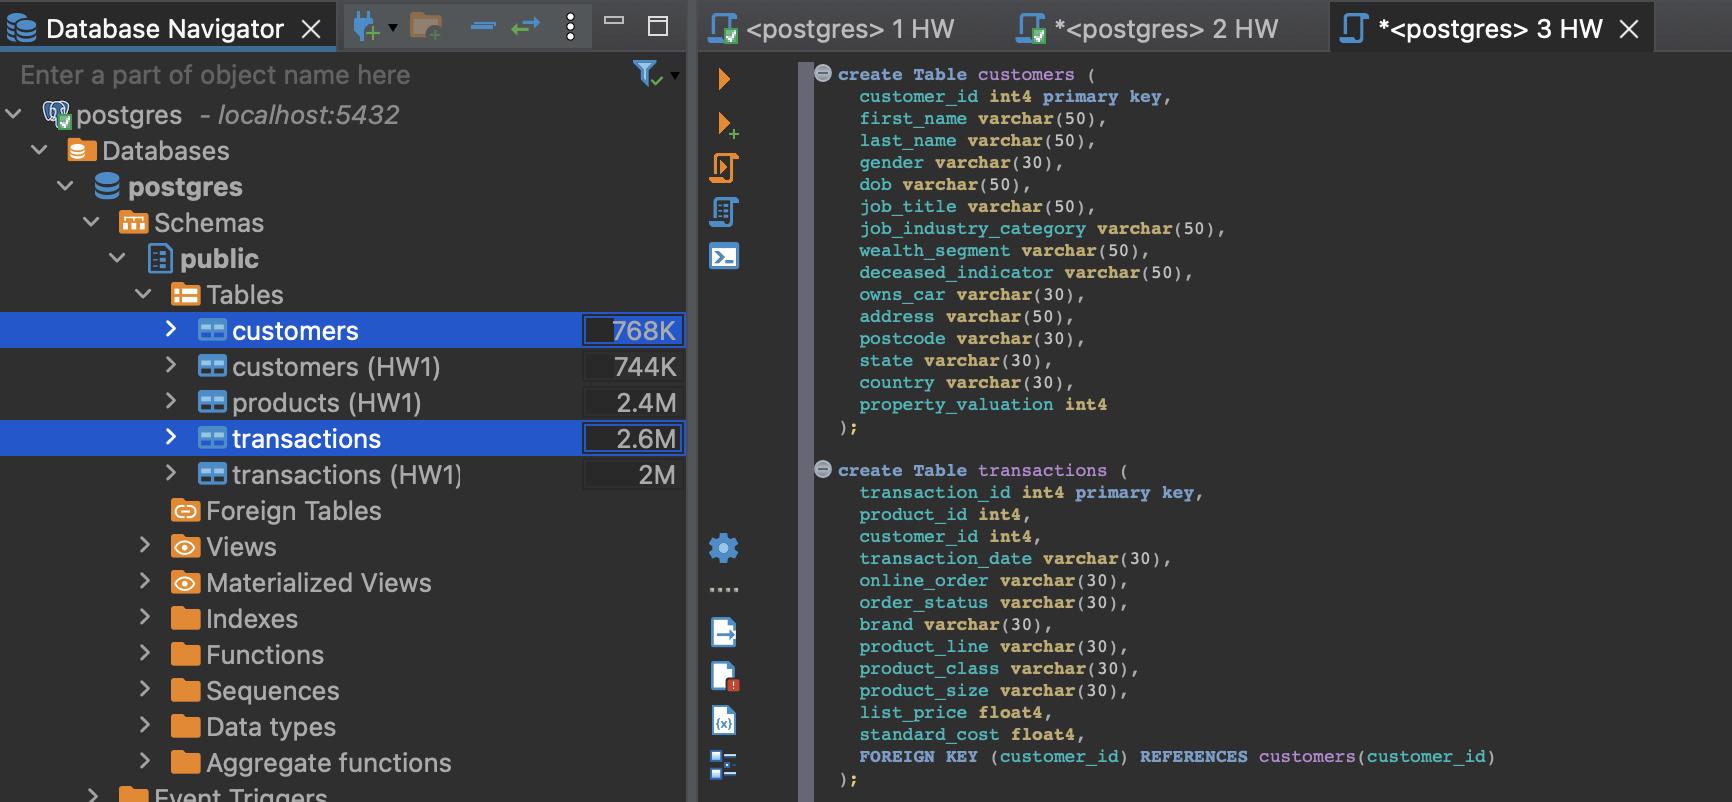 Database Navigator
<postgres> 1 HW
*<postgres> 2 HW
*<postgres> 3 HW
Enter a part of object name here
postgres - localhost:5432
Databases
postgres
Schemas
public
Tables
customers 768K
customers (HW1) 744K
products (HW1) 2.4M
transactions 2.6M
transactions (HW1) 2M
Foreign Tables
Views
Materialized Views
Indexes
Functions
Sequences
Data types
Aggregate functions
Event Triggers
create Table customers (
customer_id int4 primary key,
first_name varchar(50),
last_name varchar(50),
gender varchar(30),
dob varchar(50),
job_title varchar(50),
job_industry_category varchar(50),
wealth_segment varchar(50),
deceased_indicator varchar(50),
owns_car varchar(30),
address varchar(50),
postcode varchar(30),
state varchar(30),
country varchar(30),
property_valuation int4
);
create Table transactions (
transaction_id int4 primary key,
product_id int4,
customer_id int4,
transaction_date varchar(30),
online_order varchar(30),
order_status varchar(30),
brand varchar(30),
product_line varchar(30),
product_class varchar(30),
product_size varchar(30),
list_price float4,
standard_cost float4,
FOREIGN KEY (customer_id) REFERENCES customers(customer_id)
);